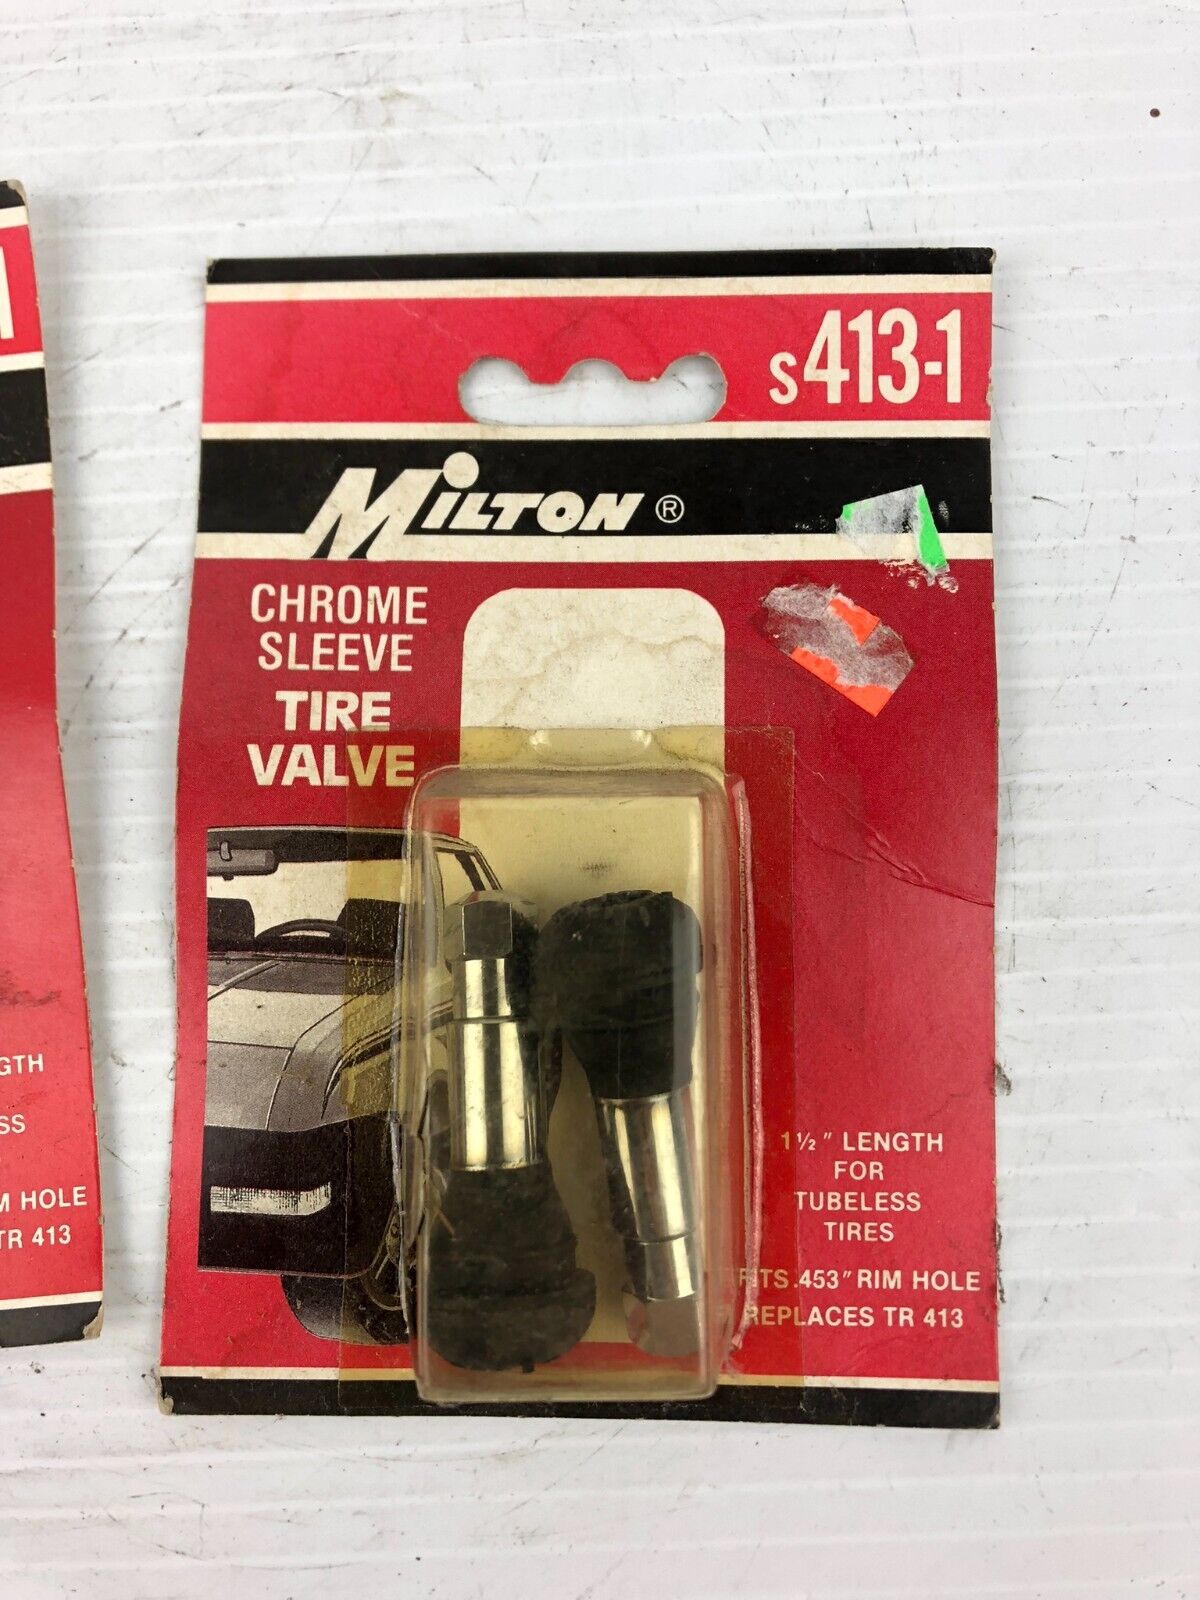 1
GTH
SS
M HOLE
TR 413
S413-1
MILTON ®
CHROME
SLEEVE
TIRE
VALVE
1½" LENGTH
FOR
TUBELESS
TIRES
FITS .453" RIM HOLE
REPLACES TR 413